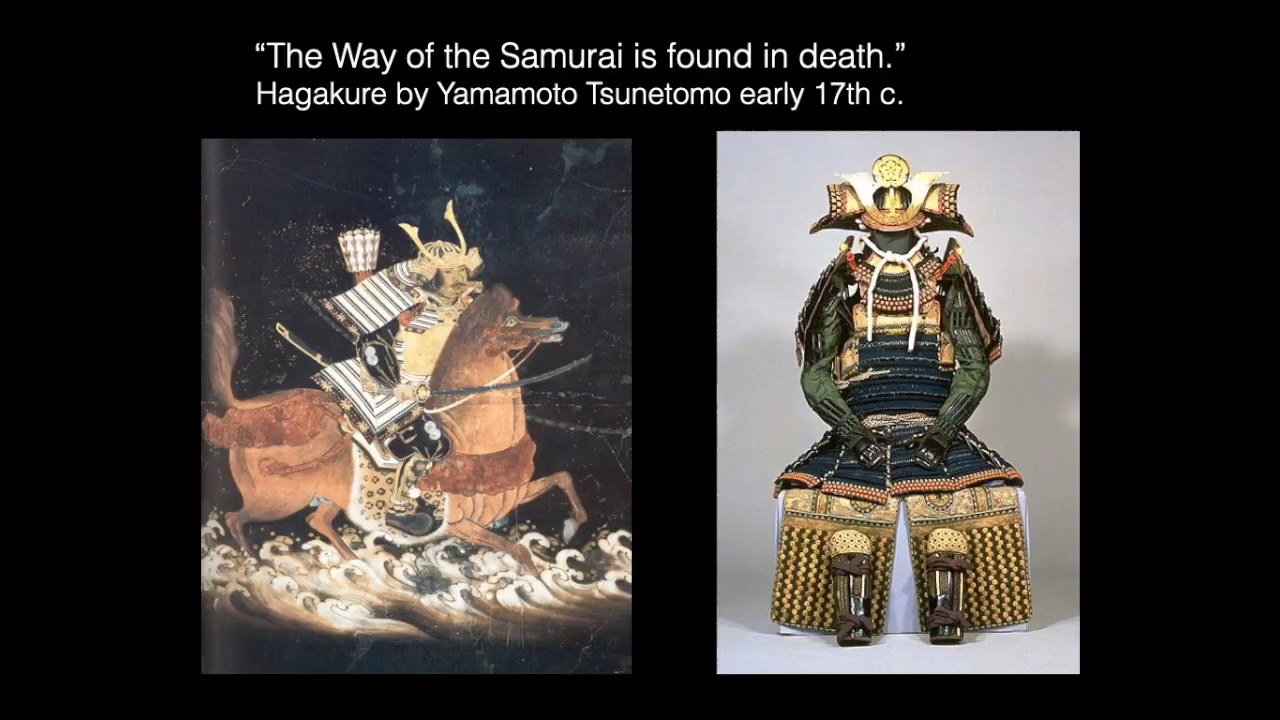 “The Way of the Samurai is found in death.”
Hagakure by Yamamoto Tsunetomo early 17th c.